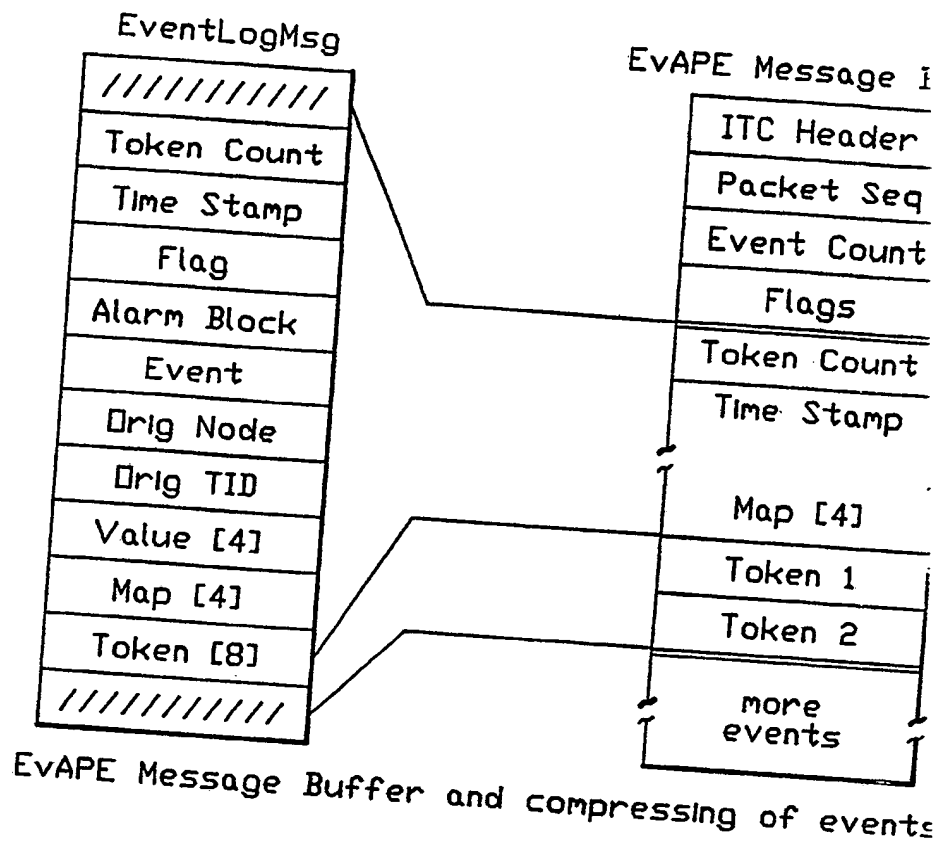 EventLogMsg
///////////
Token Count
Time Stamp
Flag
Alarm Block
Event
Orig Node
Orig TID
Value [4]
Map [4]
Token [8]
///////////
EvAPE Message
ITC Header
Packet Seq
Event Count
Flags
Token Count
Time Stamp
Map [4]
Token 1
Token 2
more
events
EvAPE Message Buffer and compressing of events